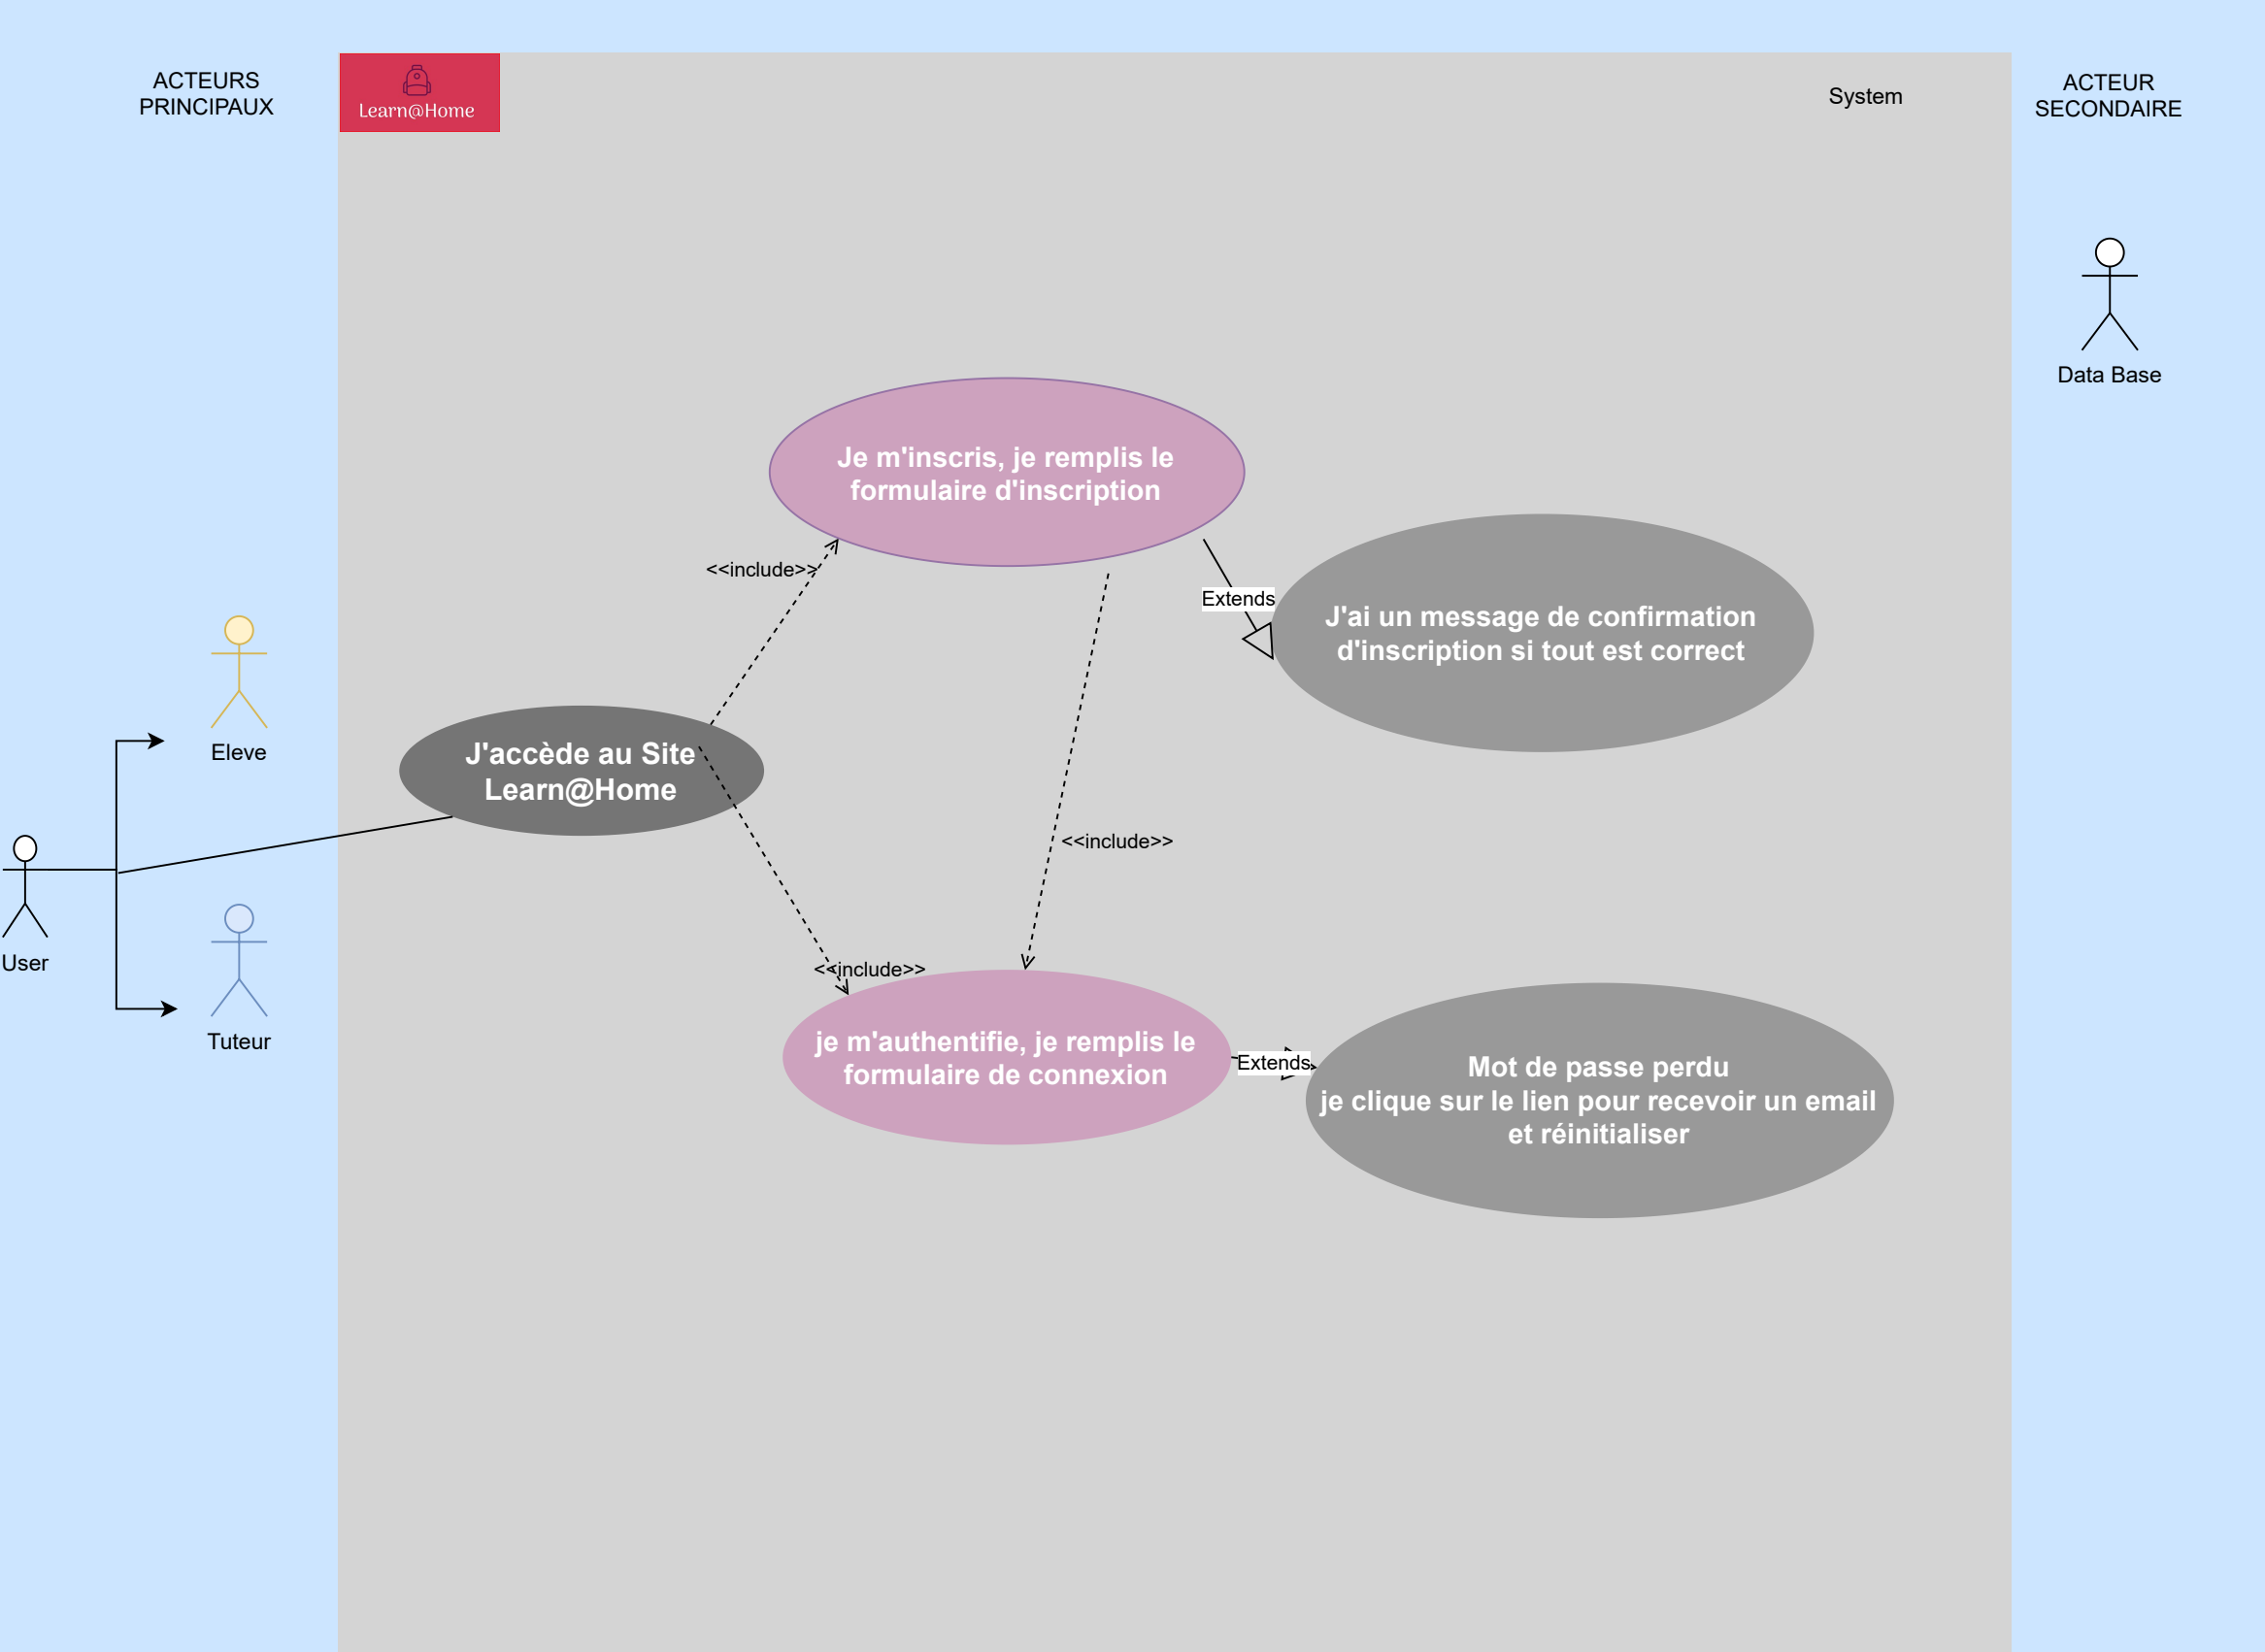 ACTEURS
PRINCIPAUX
Learn@Home
System
ACTEUR
SECONDAIRE
Data Base
Je m'inscris, je remplis le
formulaire d'inscription
<<include>>
Extends
J'ai un message de confirmation
d'inscription si tout est correct
Eleve
J'accède au Site
Learn@Home
<<include>>
User
<<include>>
Tuteur
je m'authentifie, je remplis le
formulaire de connexion
Extends
Mot de passe perdu
je clique sur le lien pour recevoir un email
et réinitialiser